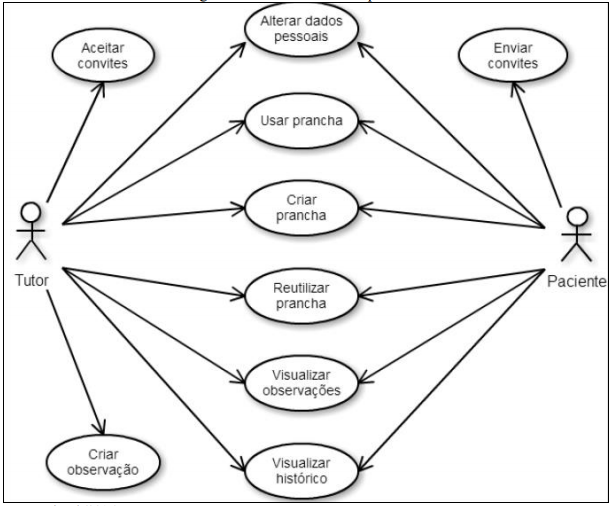 Alterar dados
pessoais
Aceitar
convites
Enviar
convites
Usar prancha
Criar
prancha
Tutor
Paciente
Reutilizar
prancha
Visualizar
observações
Criar
observação
Visualizar
histórico